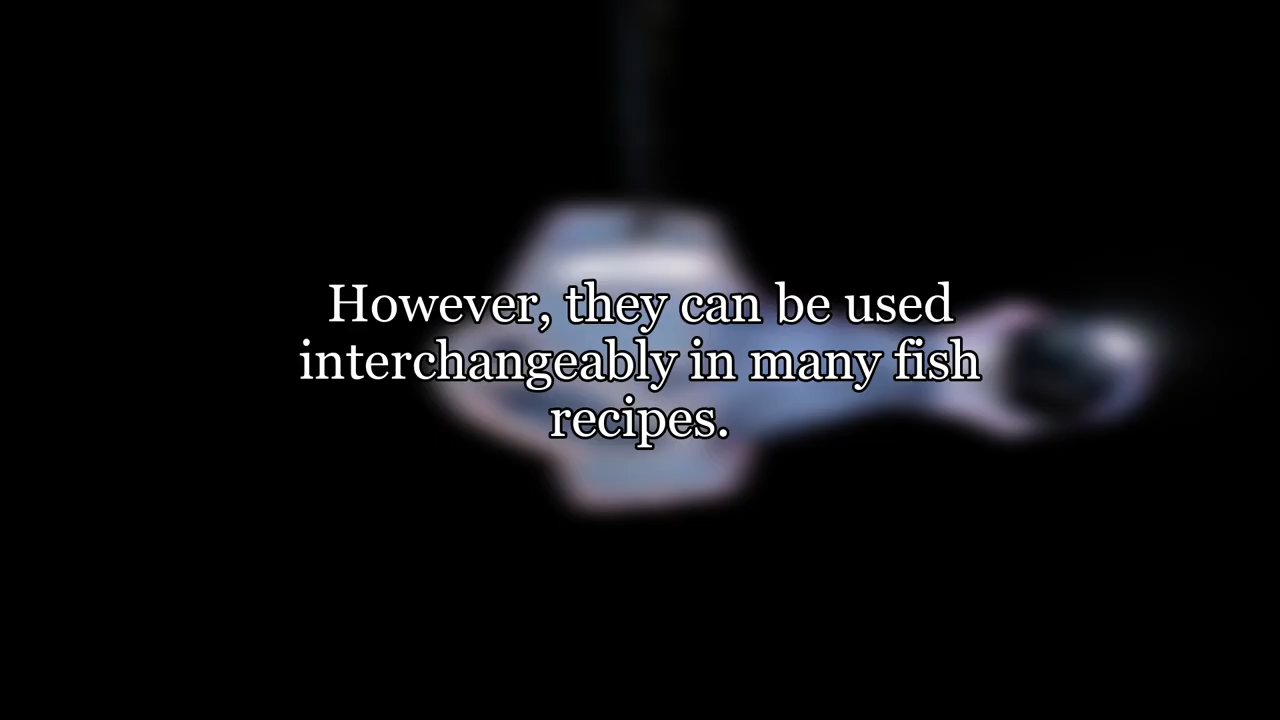 However, they can be used
interchangeably in many fish
recipes.